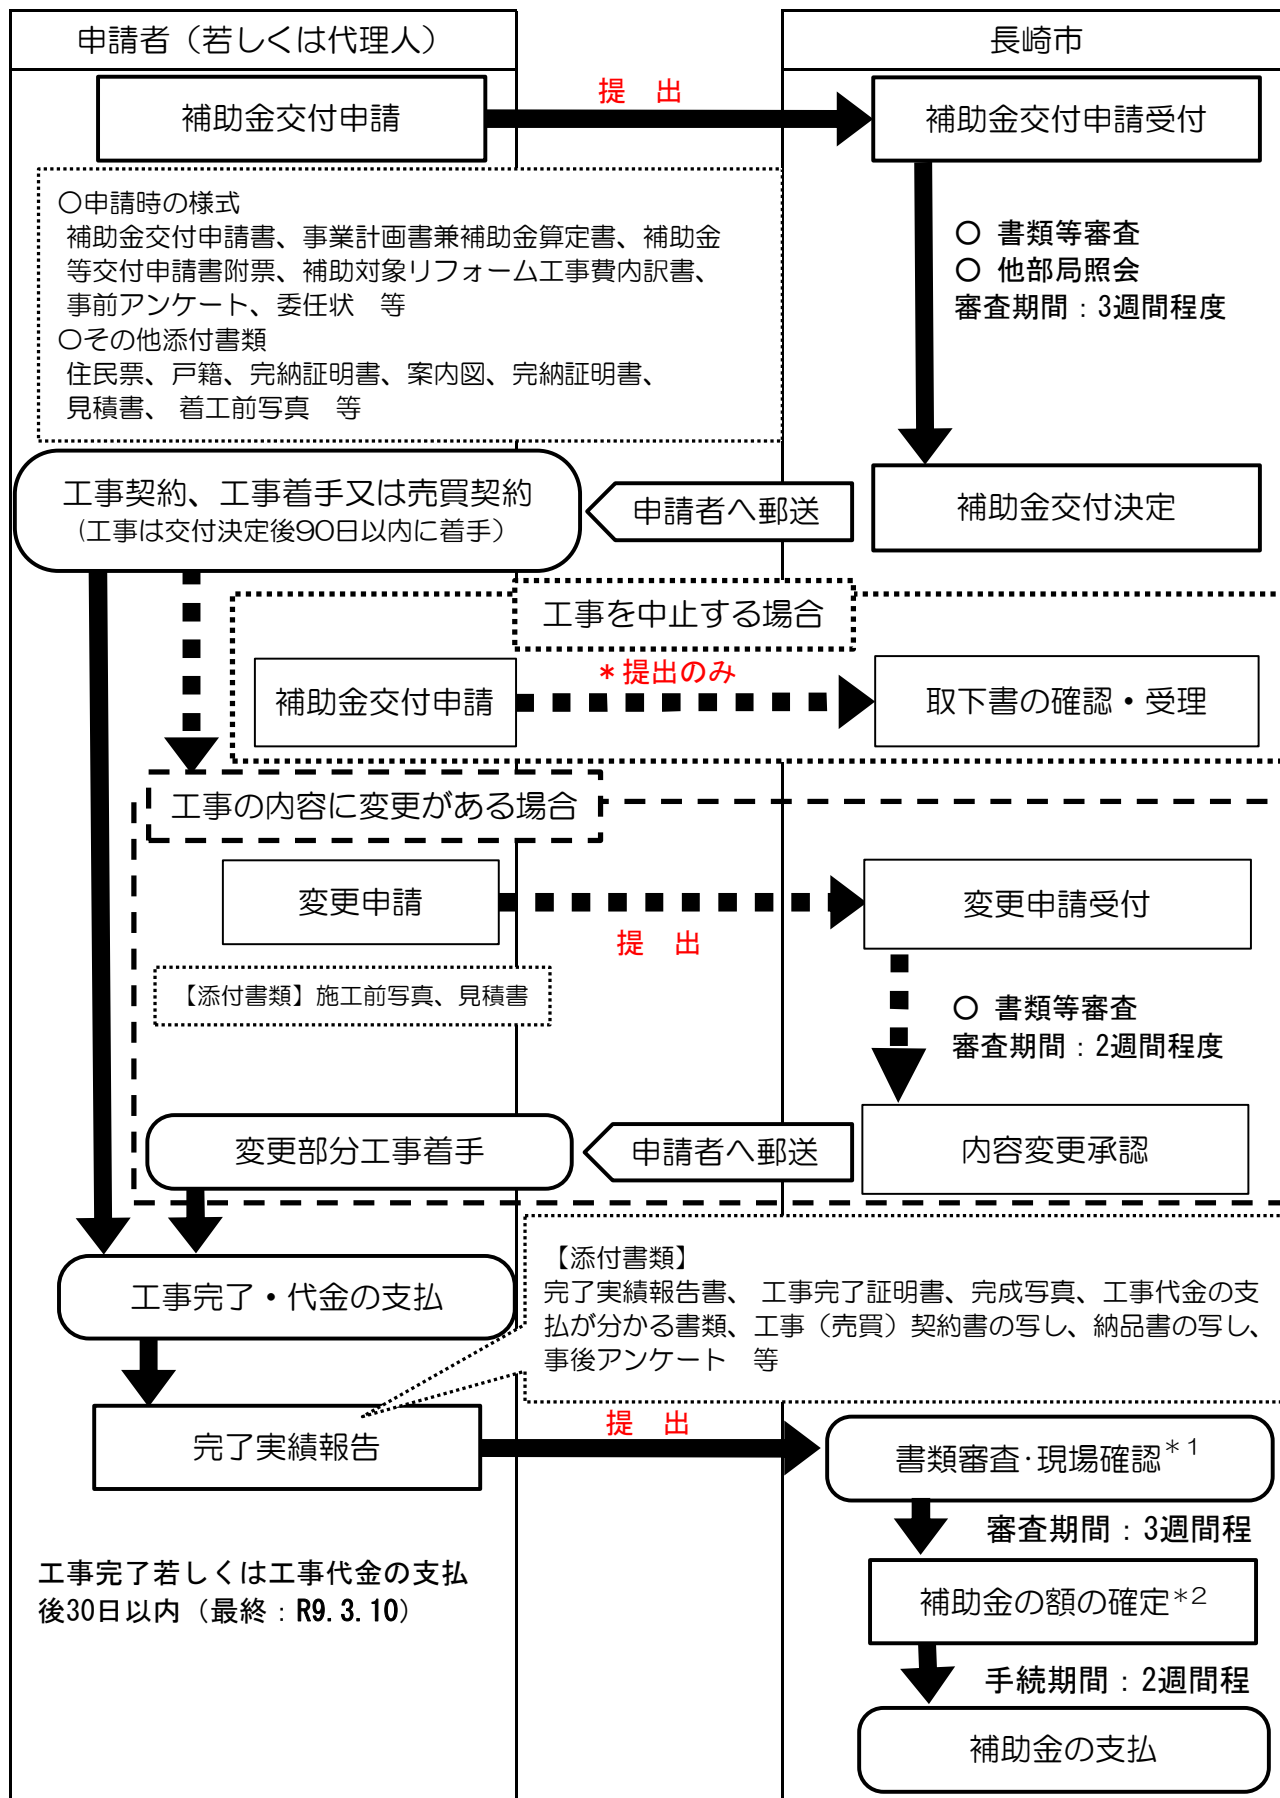 申請者（若しくは代理人）
長崎市
補助金交付申請
提　出
補助金交付申請受付
〇申請時の様式
補助金交付申請書、事業計画書兼補助金算定書、補助金
等交付申請書附票、補助対象リフォーム工事費内訳書、
事前アンケート、委任状　等
〇その他添付書類
住民票、戸籍、完納証明書、案内図、完納証明書、
見積書、 着工前写真　等
〇 書類等審査
〇 他部局照会
審査期間：3週間程度
工事契約、工事着手又は売買契約
（工事は交付決定後90日以内に着手）
申請者へ郵送
補助金交付決定
工事を中止する場合
補助金交付申請
＊提出のみ
取下書の確認・受理
工事の内容に変更がある場合
変更申請
提　出
変更申請受付
【添付書類】施工前写真、見積書
〇 書類等審査
審査期間：2週間程度
変更部分工事着手
申請者へ郵送
内容変更承認
【添付書類】
完了実績報告書、 工事完了証明書、完成写真、工事代金の支
払が分かる書類、工事（売買）契約書の写し、納品書の写し、
事後アンケート　等
工事完了・代金の支払
完了実績報告
提　出
書類審査･現場確認＊1
審査期間：3週間程
工事完了若しくは工事代金の支払
後30日以内（最終：R9.3.10）
補助金の額の確定＊2
手続期間：2週間程
補助金の支払